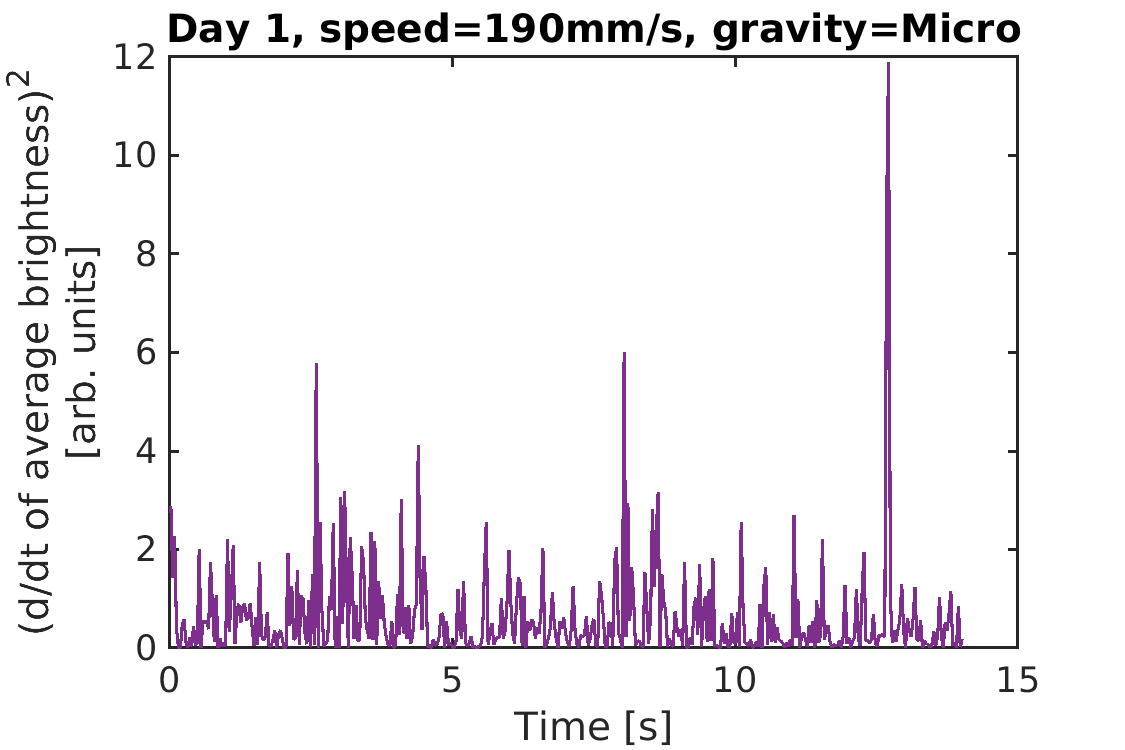 Day 1, speed=190mm/s, gravity=Micro
(d/dt of average brightness)²
[arb. units]
12
10
8
6
4
2
0
0 5 10 15
Time [s]